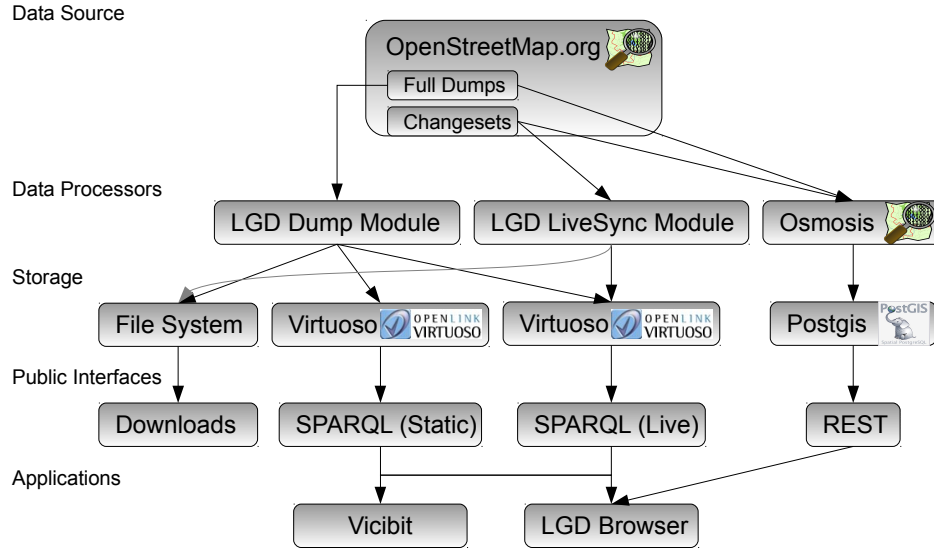 Data Source
OpenStreetMap.org
Full Dumps
Changesets
Data Processors
LGD Dump Module
LGD LiveSync Module
Osmosis
Storage
File System
Virtuoso
OPENLINK
VIRTUOSO
Virtuoso
OPENLINK
VIRTUOSO
Postgis
PostGIS
Spatial PostgreSQL
Public Interfaces
Downloads
SPARQL (Static)
SPARQL (Live)
REST
Applications
Vicibit
LGD Browser